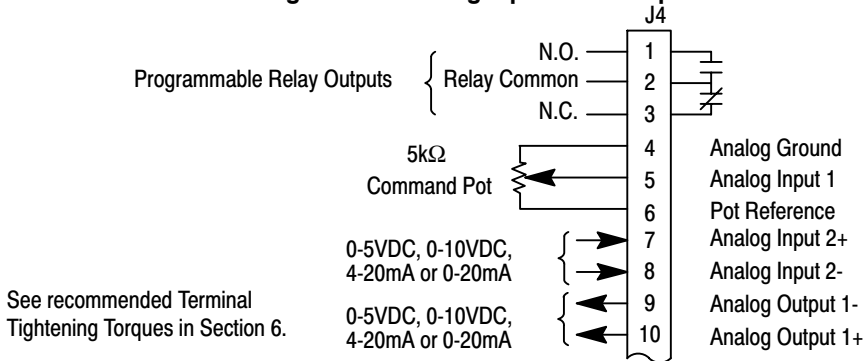 J4
N.O. 1
Programmable Relay Outputs Relay Common 2
N.C. 3
4 Analog Ground
5kΩ
Command Pot 5 Analog Input 1
6 Pot Reference
7 Analog Input 2+
0-5VDC, 0-10VDC,
4-20mA or 0-20mA 8 Analog Input 2-
See recommended Terminal
Tightening Torques in Section 6.
0-5VDC, 0-10VDC,
4-20mA or 0-20mA
9 Analog Output 1-
10 Analog Output 1+